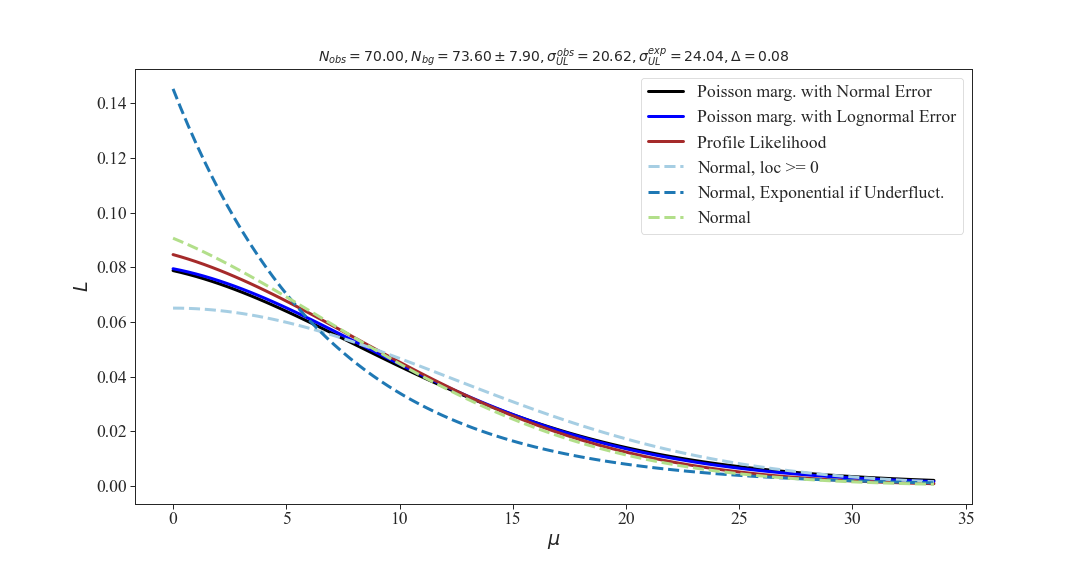 N_obs = 70.00, N_bg = 73.60 ± 7.90, σ_UL^obs = 20.62, σ_UL^exp = 24.04, Δ = 0.08
Poisson marg. with Normal Error
Poisson marg. with Lognormal Error
Profile Likelihood
Normal, loc >= 0
Normal, Exponential if Underfluct.
Normal
0.14
0.12
0.10
0.08
0.06
0.04
0.02
0.00
L
0 5 10 15 20 25 30 35
μ